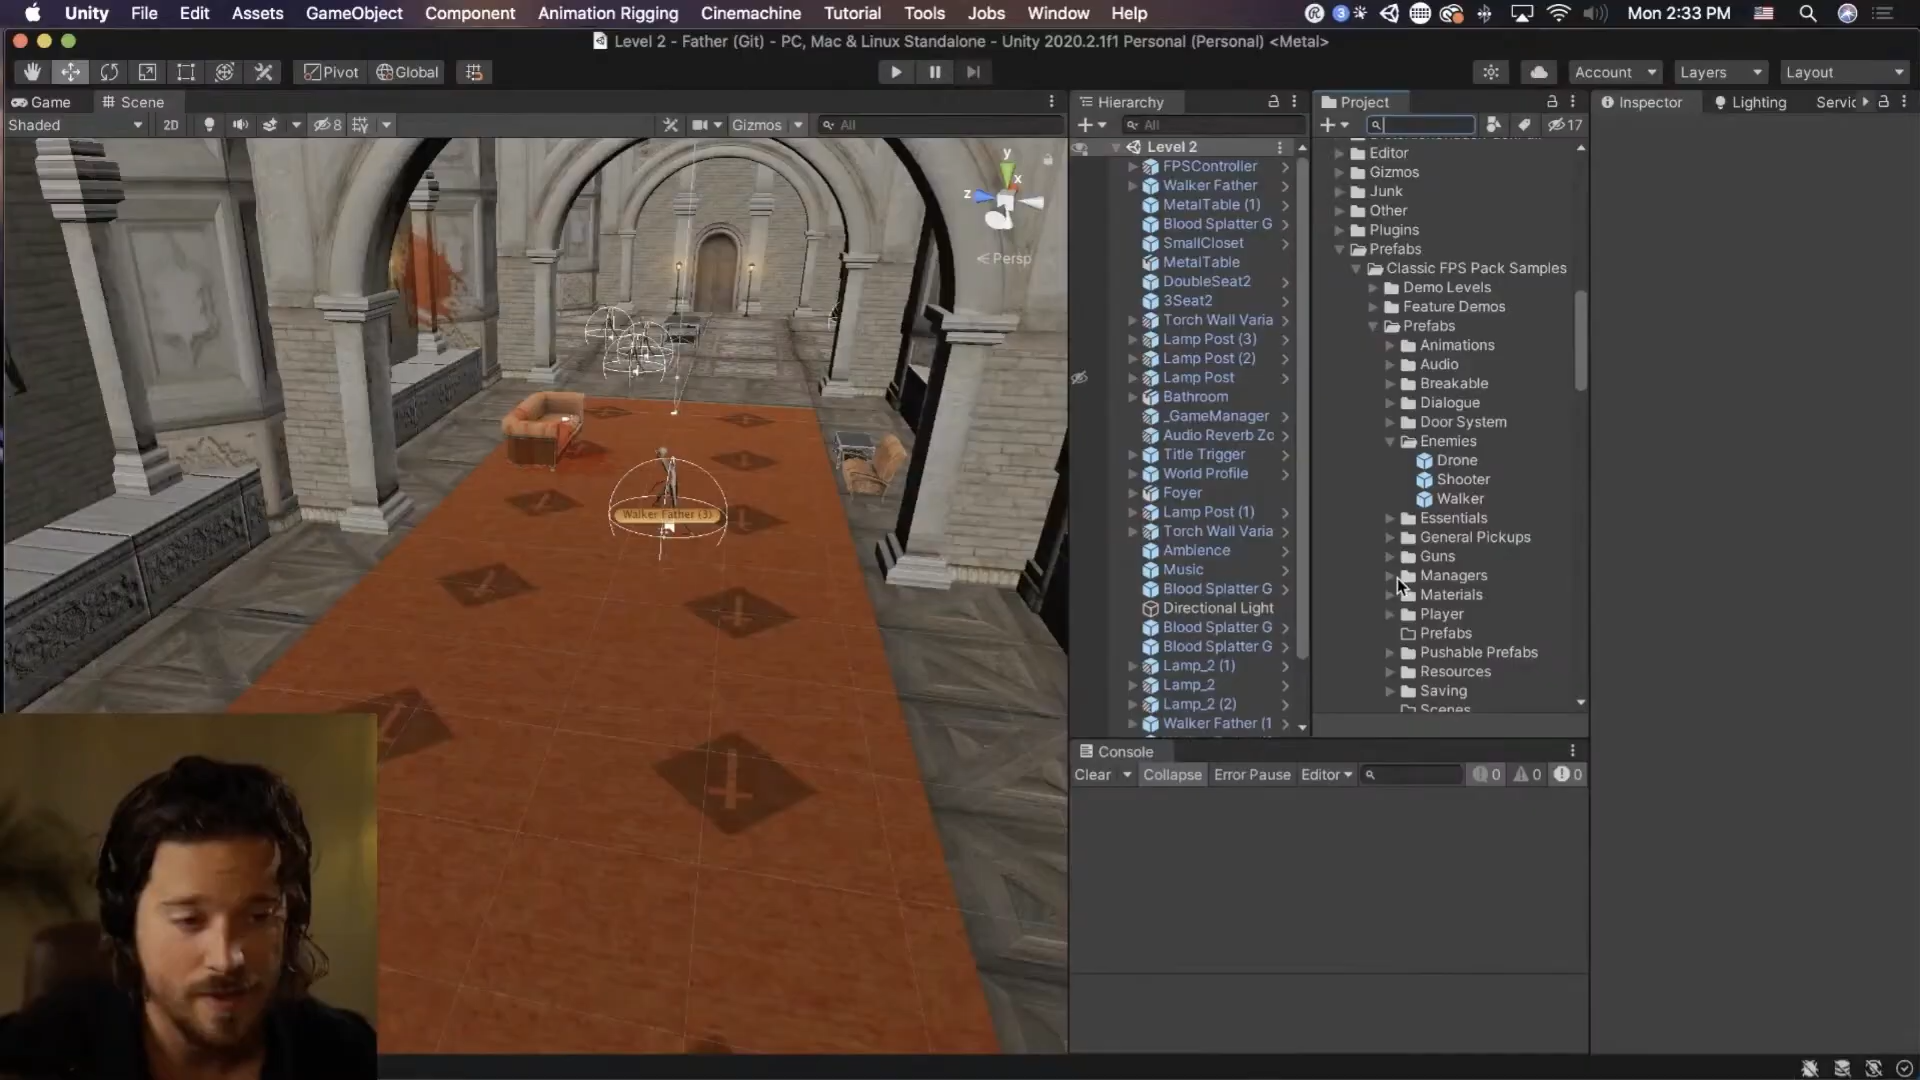 Unity File Edit Assets GameObject Component Animation Rigging Cinemachine Tutorial Tools Jobs Window Help 3 Mon 2:33 PM
Level 2 - Father (Git) - PC, Mac & Linux Standalone - Unity 2020.2.1f1 Personal (Personal) <Metal>
Pivot Global Account Layers Layout
Game Scene
Shaded 2D 8 Gizmos All
y
x
z
Persp
Walker Father (3)
Hierarchy
All
Level 2
FPSController
Walker Father
MetalTable (1)
Blood Splatter G
SmallCloset
MetalTable
DoubleSeat2
3Seat2
Torch Wall Varia
Lamp Post (3)
Lamp Post (2)
Lamp Post
Bathroom
_GameManager
Audio Reverb Zo
Title Trigger
World Profile
Foyer
Lamp Post (1)
Torch Wall Varia
Ambience
Music
Blood Splatter G
Directional Light
Blood Splatter G
Blood Splatter G
Lamp_2 (1)
Lamp_2
Lamp_2 (2)
Walker Father (1
Project
17
Editor
Gizmos
Junk
Other
Plugins
Prefabs
Classic FPS Pack Samples
Demo Levels
Feature Demos
Prefabs
Animations
Audio
Breakable
Dialogue
Door System
Enemies
Drone
Shooter
Walker
Essentials
General Pickups
Guns
Managers
Materials
Player
Prefabs
Pushable Prefabs
Resources
Saving
Scenes
Inspector Lighting Servic
Console
Clear Collapse Error Pause Editor 0 0 0